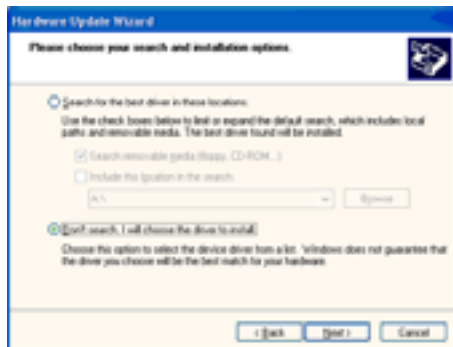 Hardware Update Wizard
Please choose your search and installation options.
Search for the best driver in these locations.
Use the check boxes below to limit or expand the default search, which includes local
paths and removable media. The best driver found will be installed.
Search removable media (floppy, CD-ROM...)
Include this location in the search:
A:\
Browse
Don't search. I will choose the driver to install.
Choose this option to select the device driver from a list. Windows does not guarantee that
the driver you choose will be the best match for your hardware.
< Back Next > Cancel